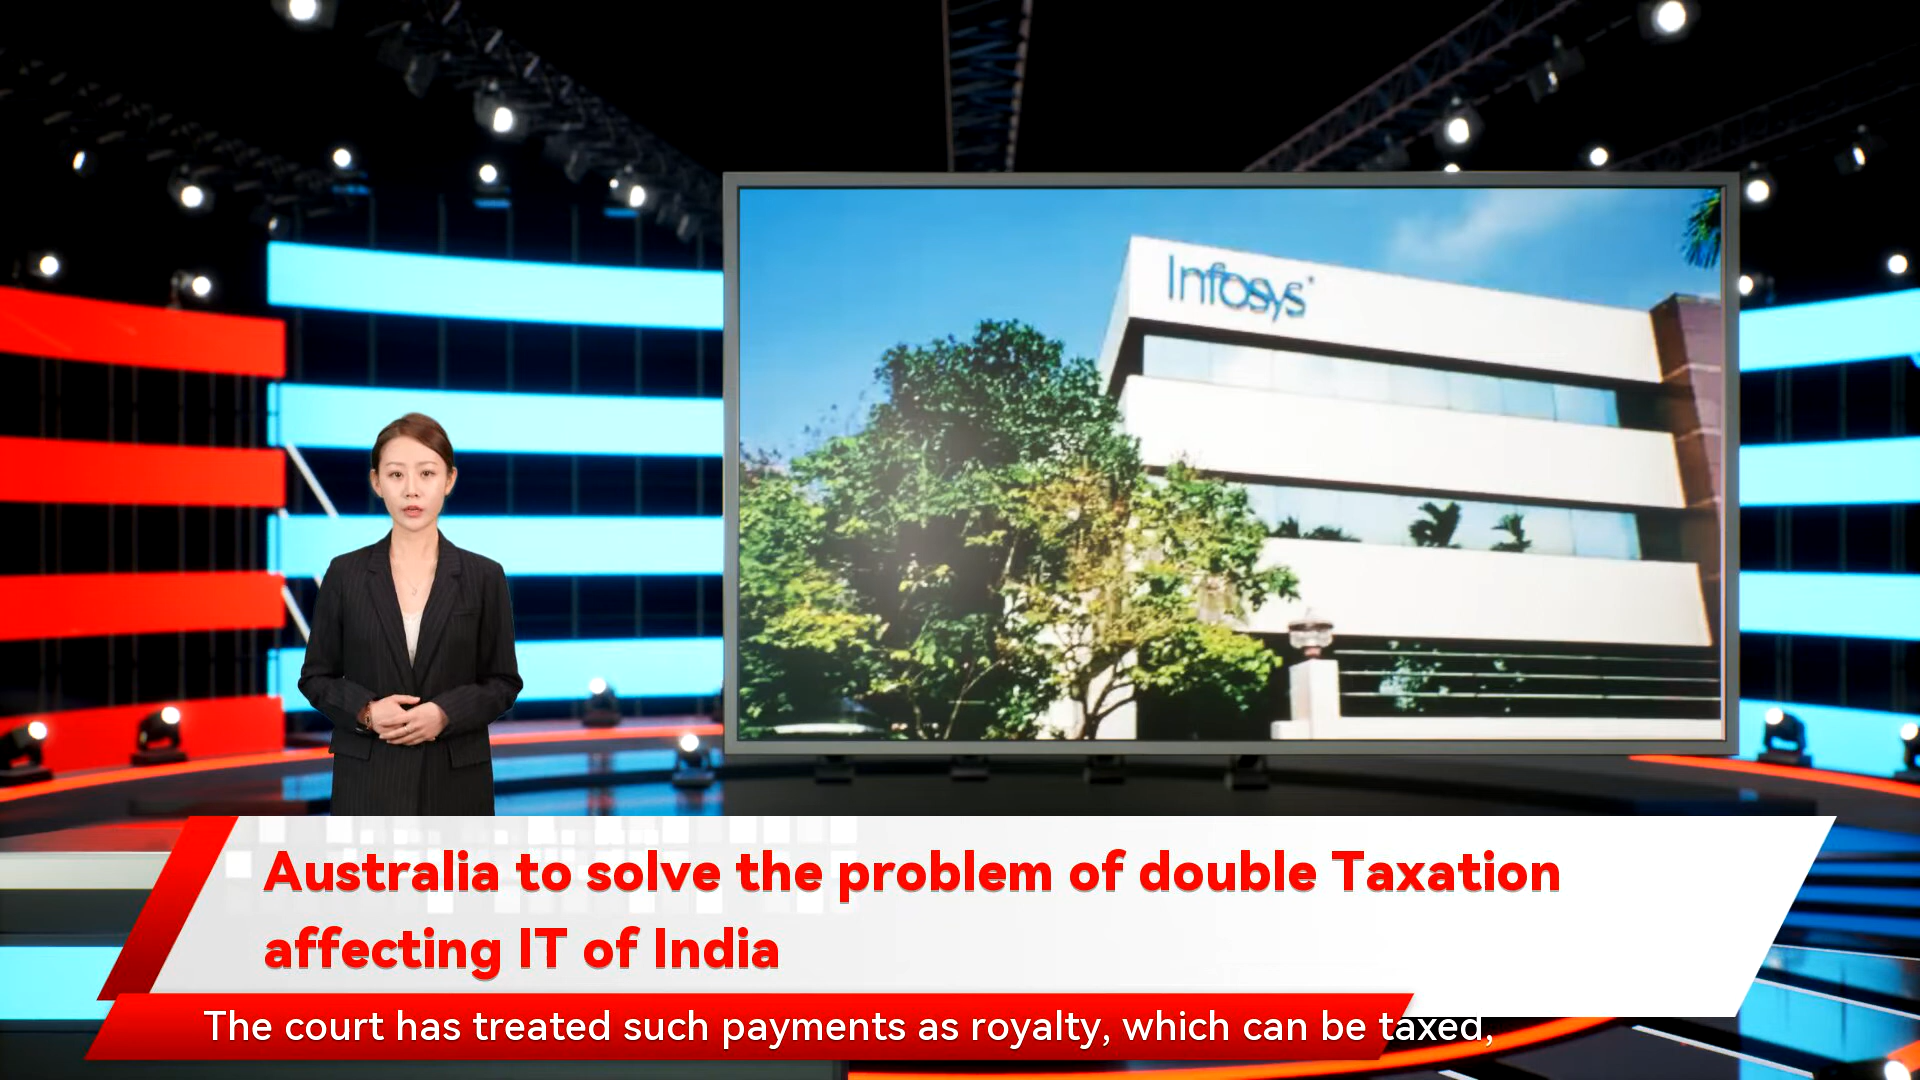 Infosys
Australia to solve the problem of double Taxation
affecting IT of India
The court has treated such payments as royalty, which can be taxed,